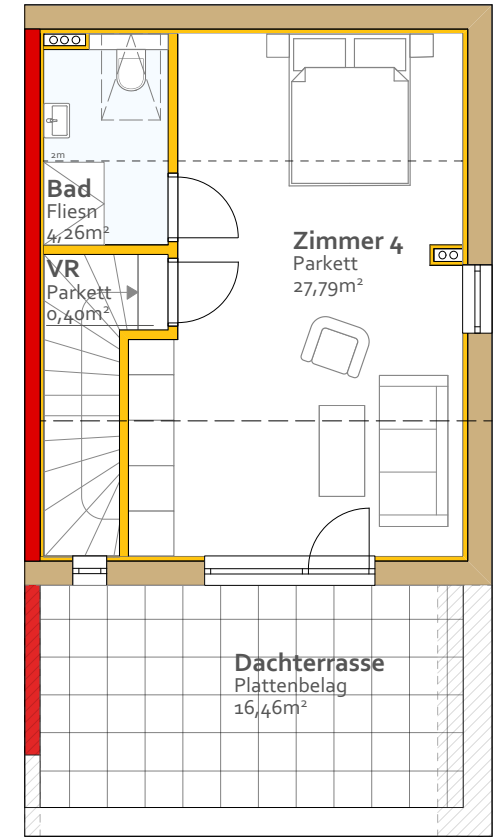 2m
Bad
Fliesn
4,26m²
VR
Parkett
0,40m²
Zimmer 4
Parkett
27,79m²
Dachterrasse
Plattenbelag
16,46m²